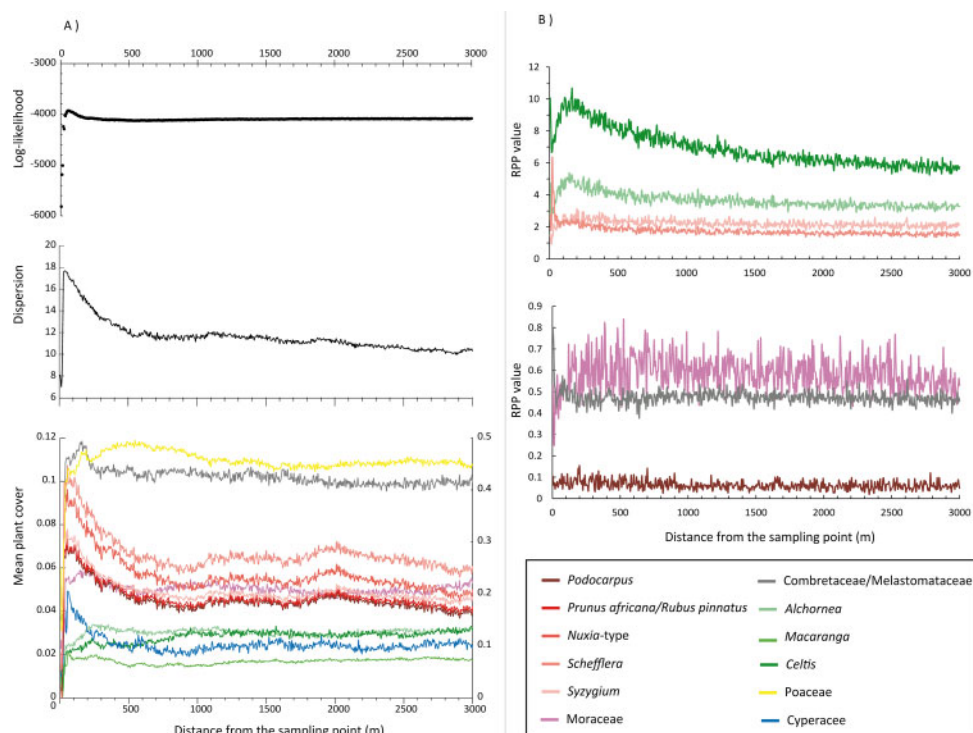 A )
0 500 1000 1500 2000 2500 3000
-3000
-4000
-5000
-6000
Log-likelihood
20
18
16
14
12
10
8
6
Dispersion
0.12
0.1
0.08
0.06
0.04
0.02
0
Mean plant cover
0.5
0.4
0.3
0.2
0.1
0
500 1000 1500 2000 2500 3000
Distance from the sampling point (m)
B )
12
10
8
6
4
2
0
RPP value
0 500 1000 1500 2000 2500 3000
0.9
0.8
0.7
0.6
0.5
0.4
0.3
0.2
0.1
0
RPP value
0 500 1000 1500 2000 2500 3000
Distance from the sampling point (m)
Podocarpus
Prunus africana/Rubus pinnatus
Nuxia-type
Schefflera
Syzygium
Moraceae
Combretaceae/Melastomataceae
Alchornea
Macaranga
Celtis
Poaceae
Cyperacee